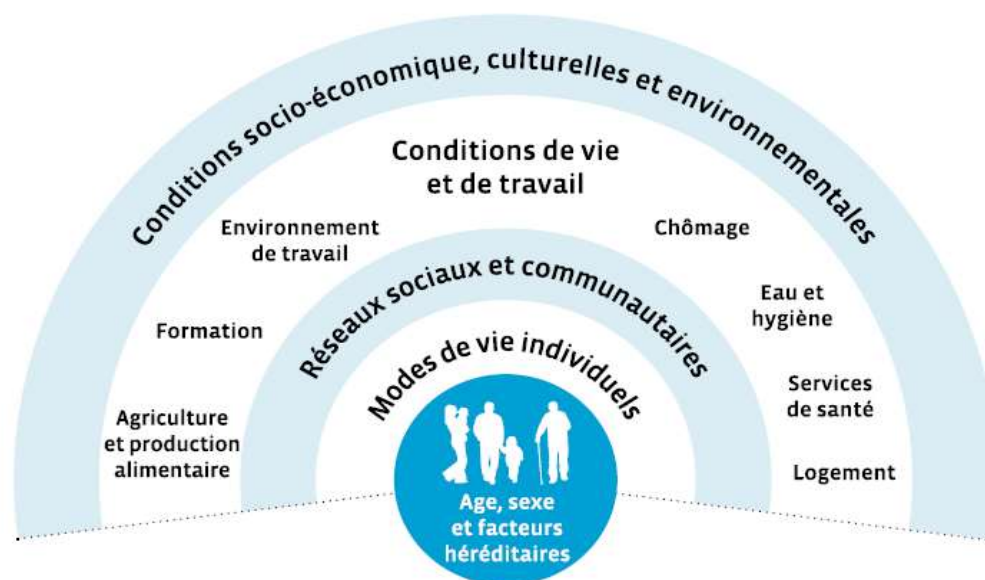 Conditions socio-économique, culturelles et environnementales
Conditions de vie
et de travail
Environnement
de travail
Chômage
Réseaux sociaux et communautaires
Formation
Eau et
hygiène
Modes de vie individuels
Agriculture
et production
alimentaire
Services
de santé
Logement
Age, sexe
et facteurs
héréditaires